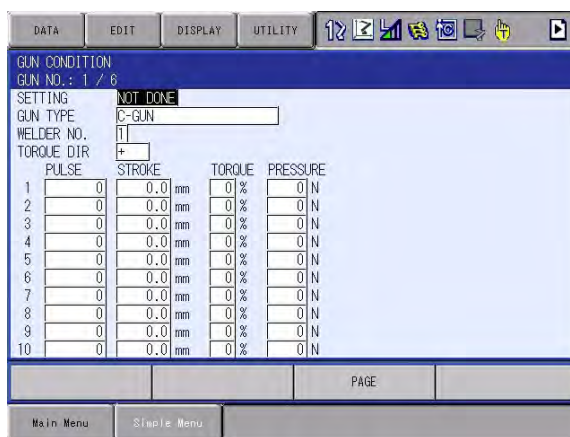 DATA EDIT DISPLAY UTILITY
GUN CONDITION
GUN NO.: 1 / 6
SETTING NOT DONE
GUN TYPE C-GUN
WELDER NO. 1
TORQUE DIR +
PULSE STROKE TORQUE PRESSURE
1 0 0.0 mm 0 % 0 N
2 0 0.0 mm 0 % 0 N
3 0 0.0 mm 0 % 0 N
4 0 0.0 mm 0 % 0 N
5 0 0.0 mm 0 % 0 N
6 0 0.0 mm 0 % 0 N
7 0 0.0 mm 0 % 0 N
8 0 0.0 mm 0 % 0 N
9 0 0.0 mm 0 % 0 N
10 0 0.0 mm 0 % 0 N
PAGE
Main Menu Simple Menu